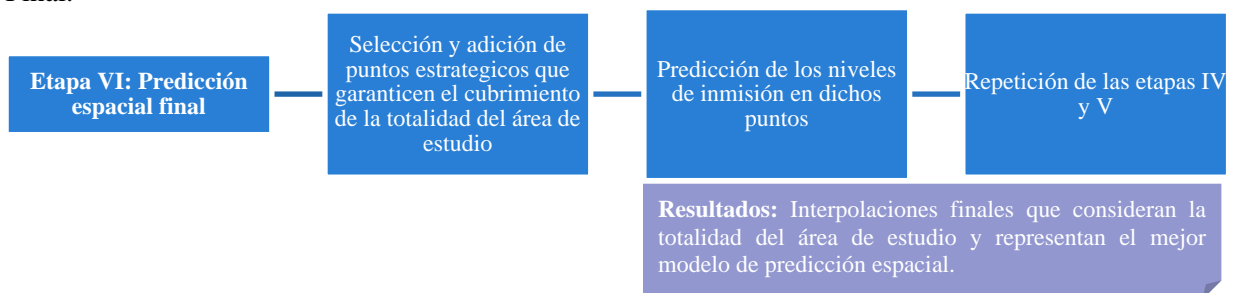 Final.
Etapa VI: Predicción
espacial final
Selección y adición de
puntos estrategicos que
garanticen el cubrimiento
de la totalidad del área de
estudio
Predicción de los niveles
de inmisión en dichos
puntos
Repetición de las etapas IV
y V
Resultados: Interpolaciones finales que consideran la
totalidad del área de estudio y representan el mejor
modelo de predicción espacial.